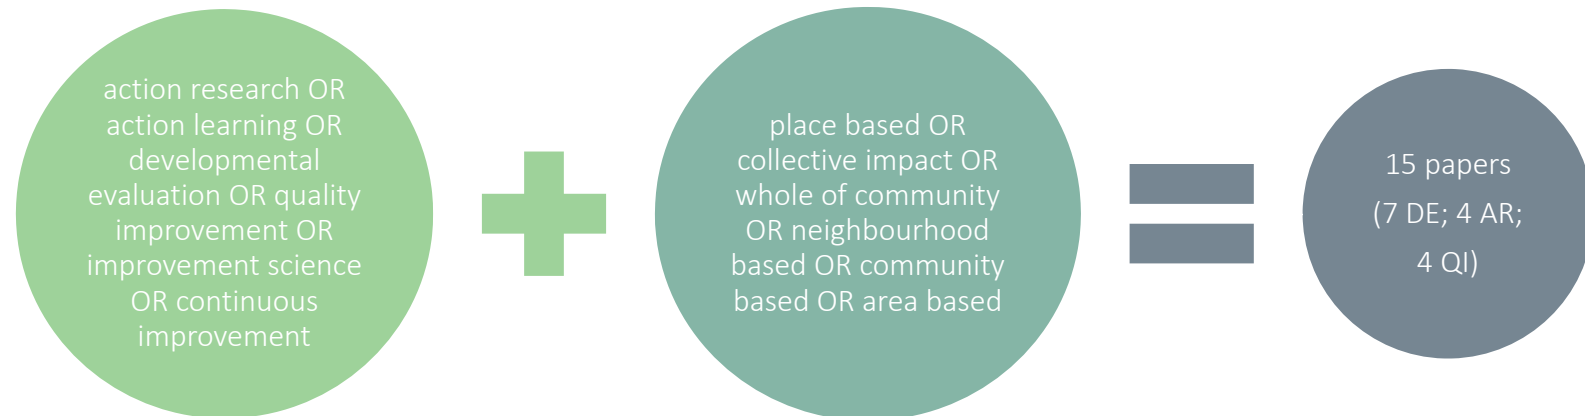 action research OR
action learning OR
developmental
evaluation OR quality
improvement OR
improvement science
OR continuous
improvement
place based OR
collective impact OR
whole of community
OR neighbourhood
based OR community
based OR area based
15 papers
(7 DE; 4 AR;
4 QI)